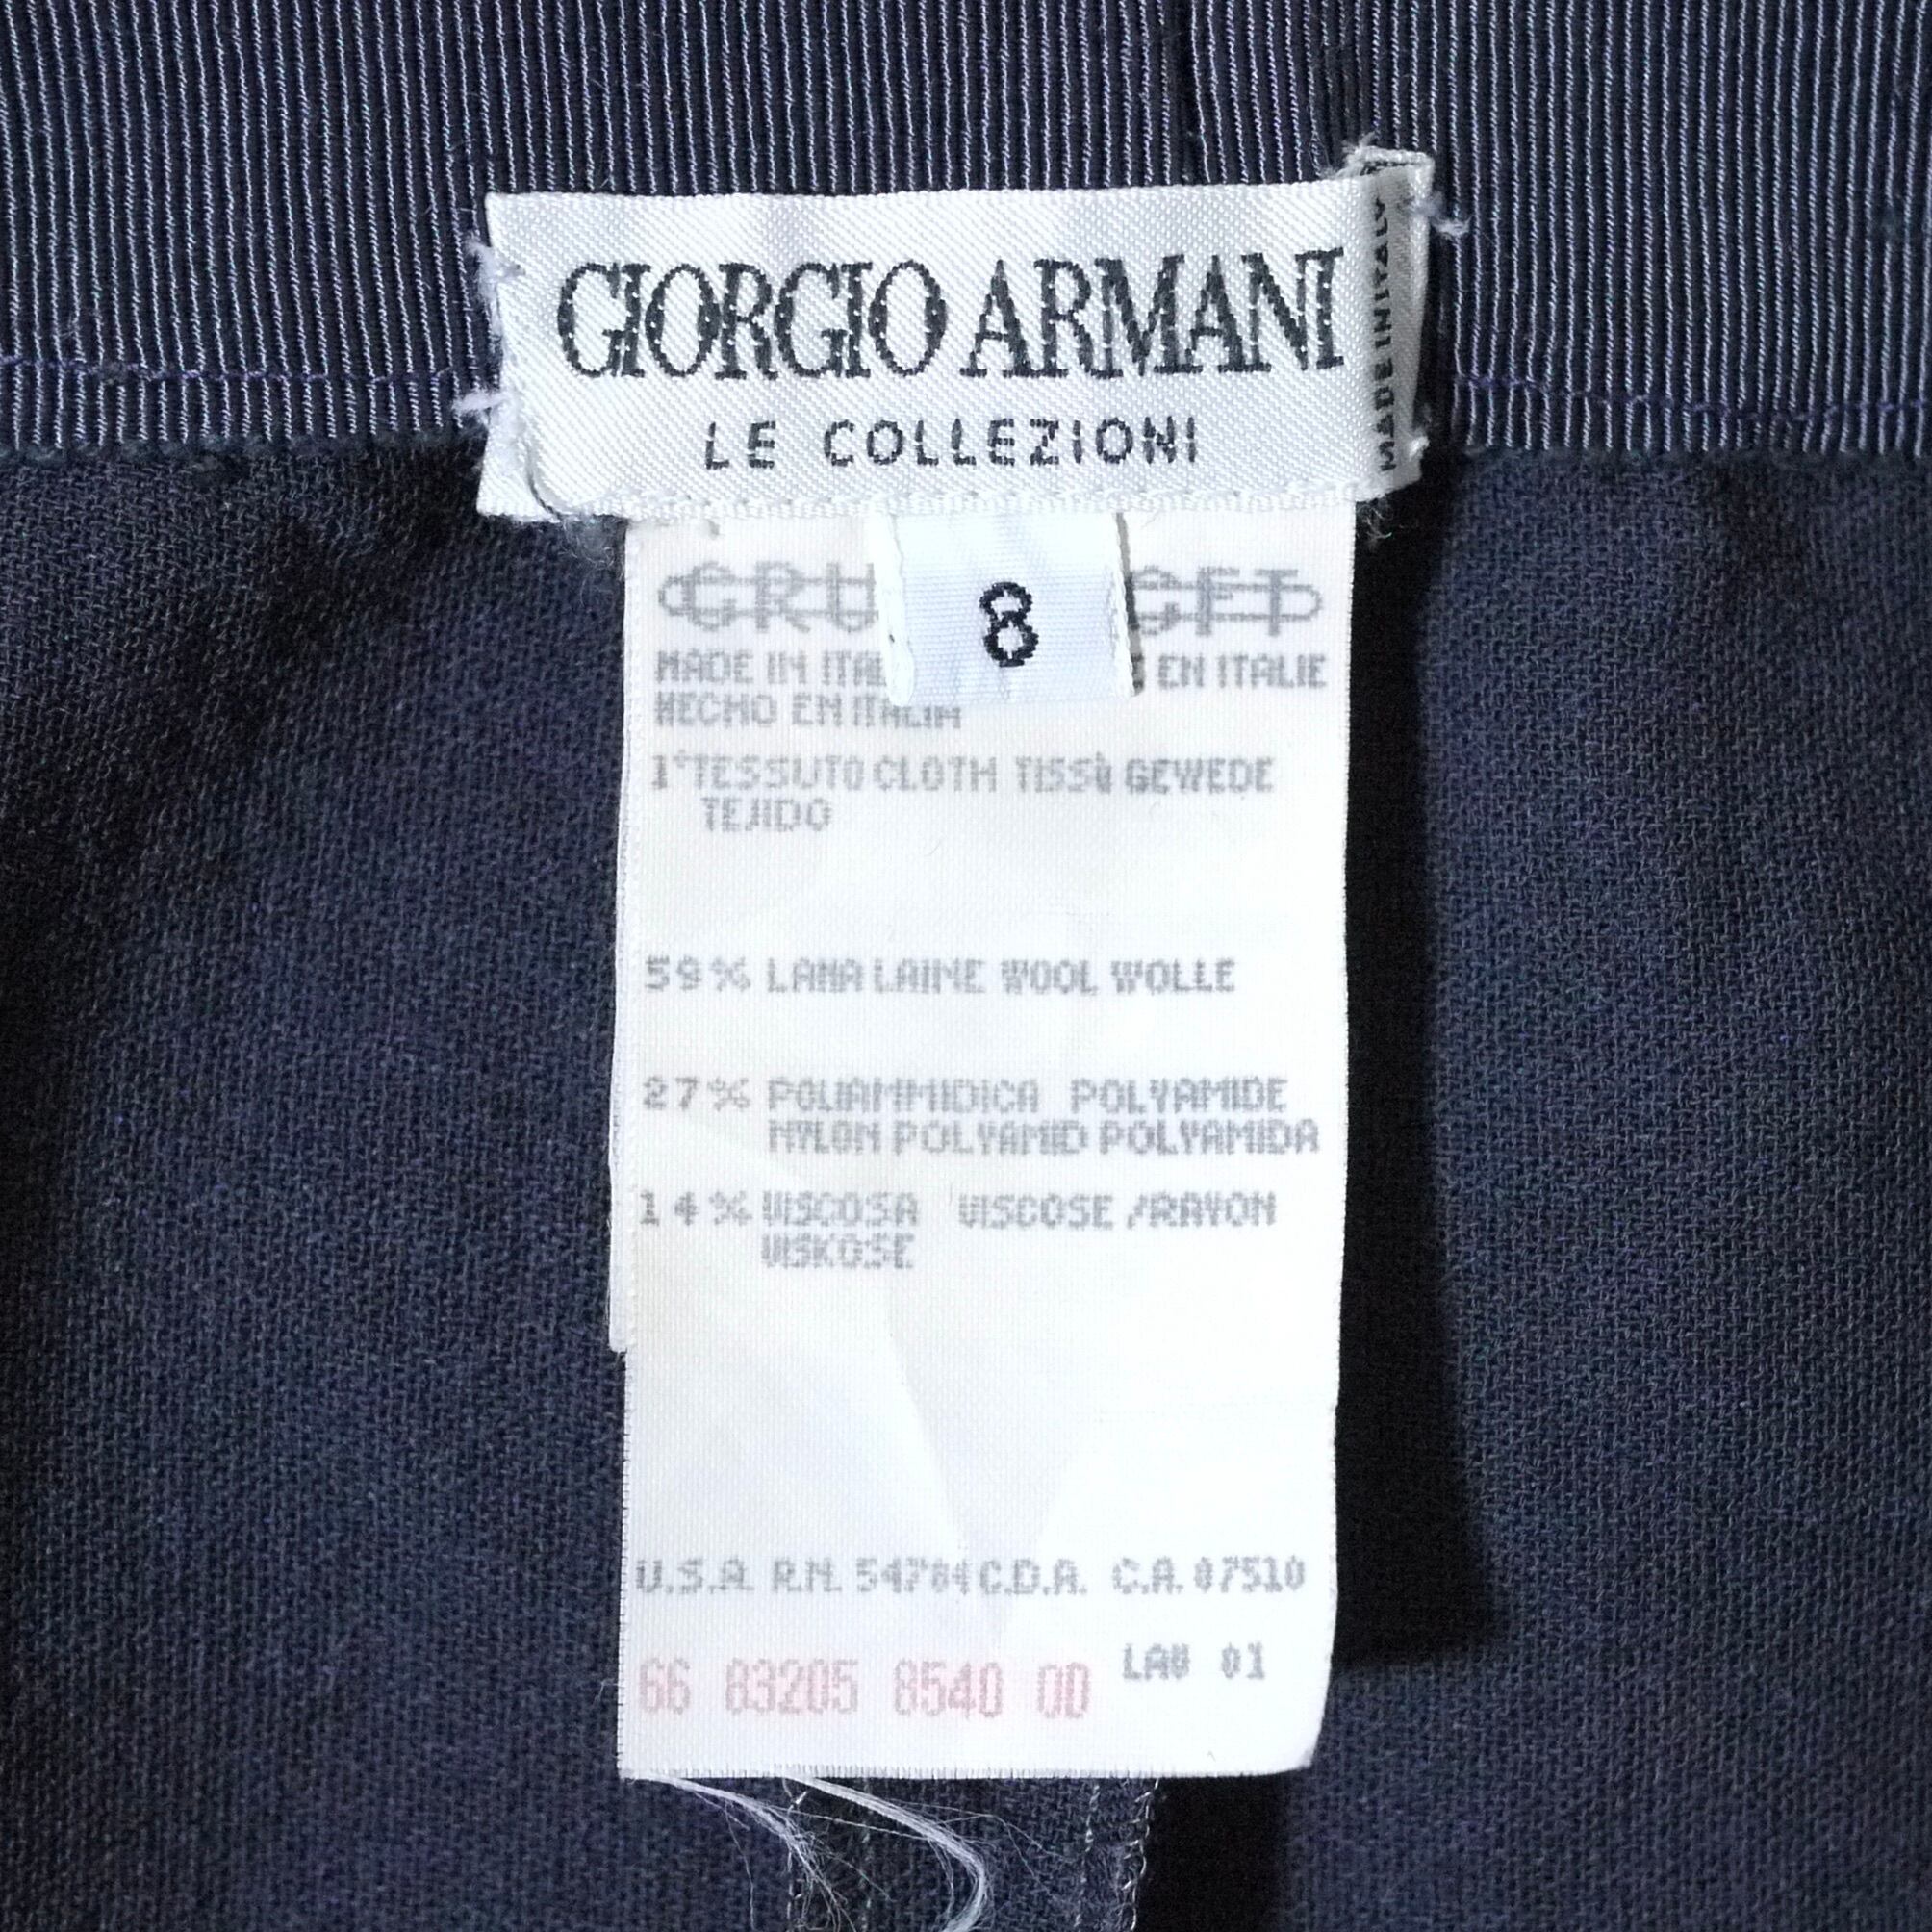 GIORGIO ARMANI
LE COLLEZIONI
MADE IN ITALY
8
MADE IN EN ITALIE
HECHO EN ITALIA
1°TESSUTO CLOTH TISSù GEWEDE
TEJIDO
59% LANA LAINE WOOL WOLLE
27% POLIAMMIDICA POLYAMIDE
NYLON POLYAMID POLYAMIDA
14% VISCOSA VISCOSE/RAYON
VISKOSE
U.S.A. R.N. 54784 C.D.A. C.A. 07510
LAV 01
66 83205 8540 00